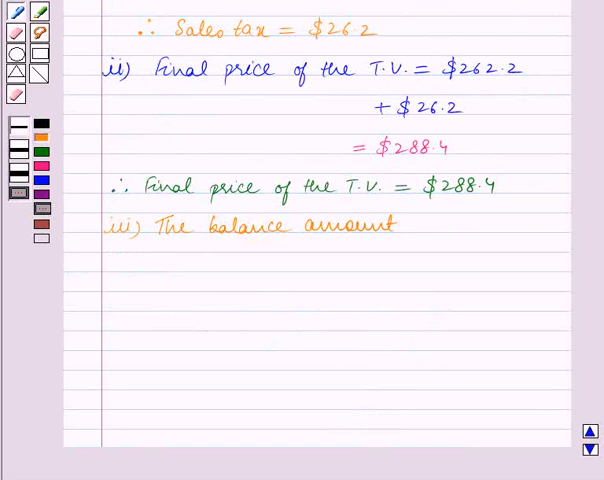 ∴ Sales tax = $26.2
ii) Final price of the T.V. = $262.2
+ $26.2
= $288.4
∴ Final price of the T.V. = $288.4
iii) The balance amount